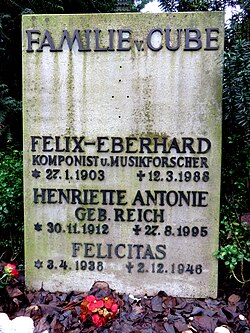 FAMILIE v. CUBE
FELIX-EBERHARD
KOMPONIST u. MUSIKFORSCHER
* 27.1.1903 +12.3.1988
HENRIETTE ANTONIE
GEB. REICH
* 30.11.1912 +27.8.1995
FELICITAS
* 3.4.1938 +2.12.1946